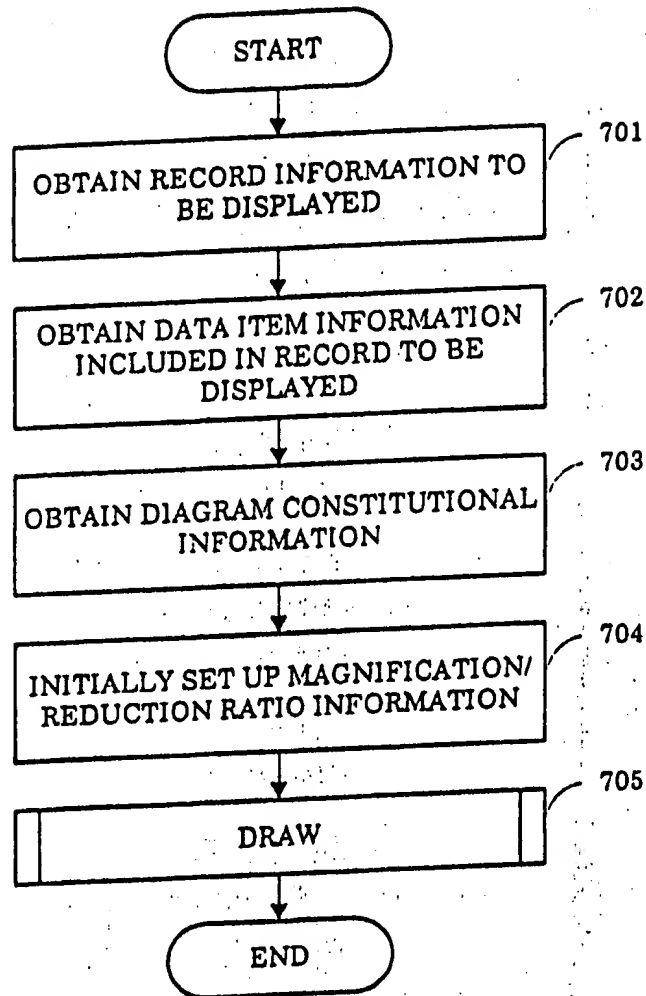 START
701
OBTAIN RECORD INFORMATION TO
BE DISPLAYED
702
OBTAIN DATA ITEM INFORMATION
INCLUDED IN RECORD TO BE
DISPLAYED
703
OBTAIN DIAGRAM CONSTITUTIONAL
INFORMATION
704
INITIALLY SET UP MAGNIFICATION/
REDUCTION RATIO INFORMATION
705
DRAW
END